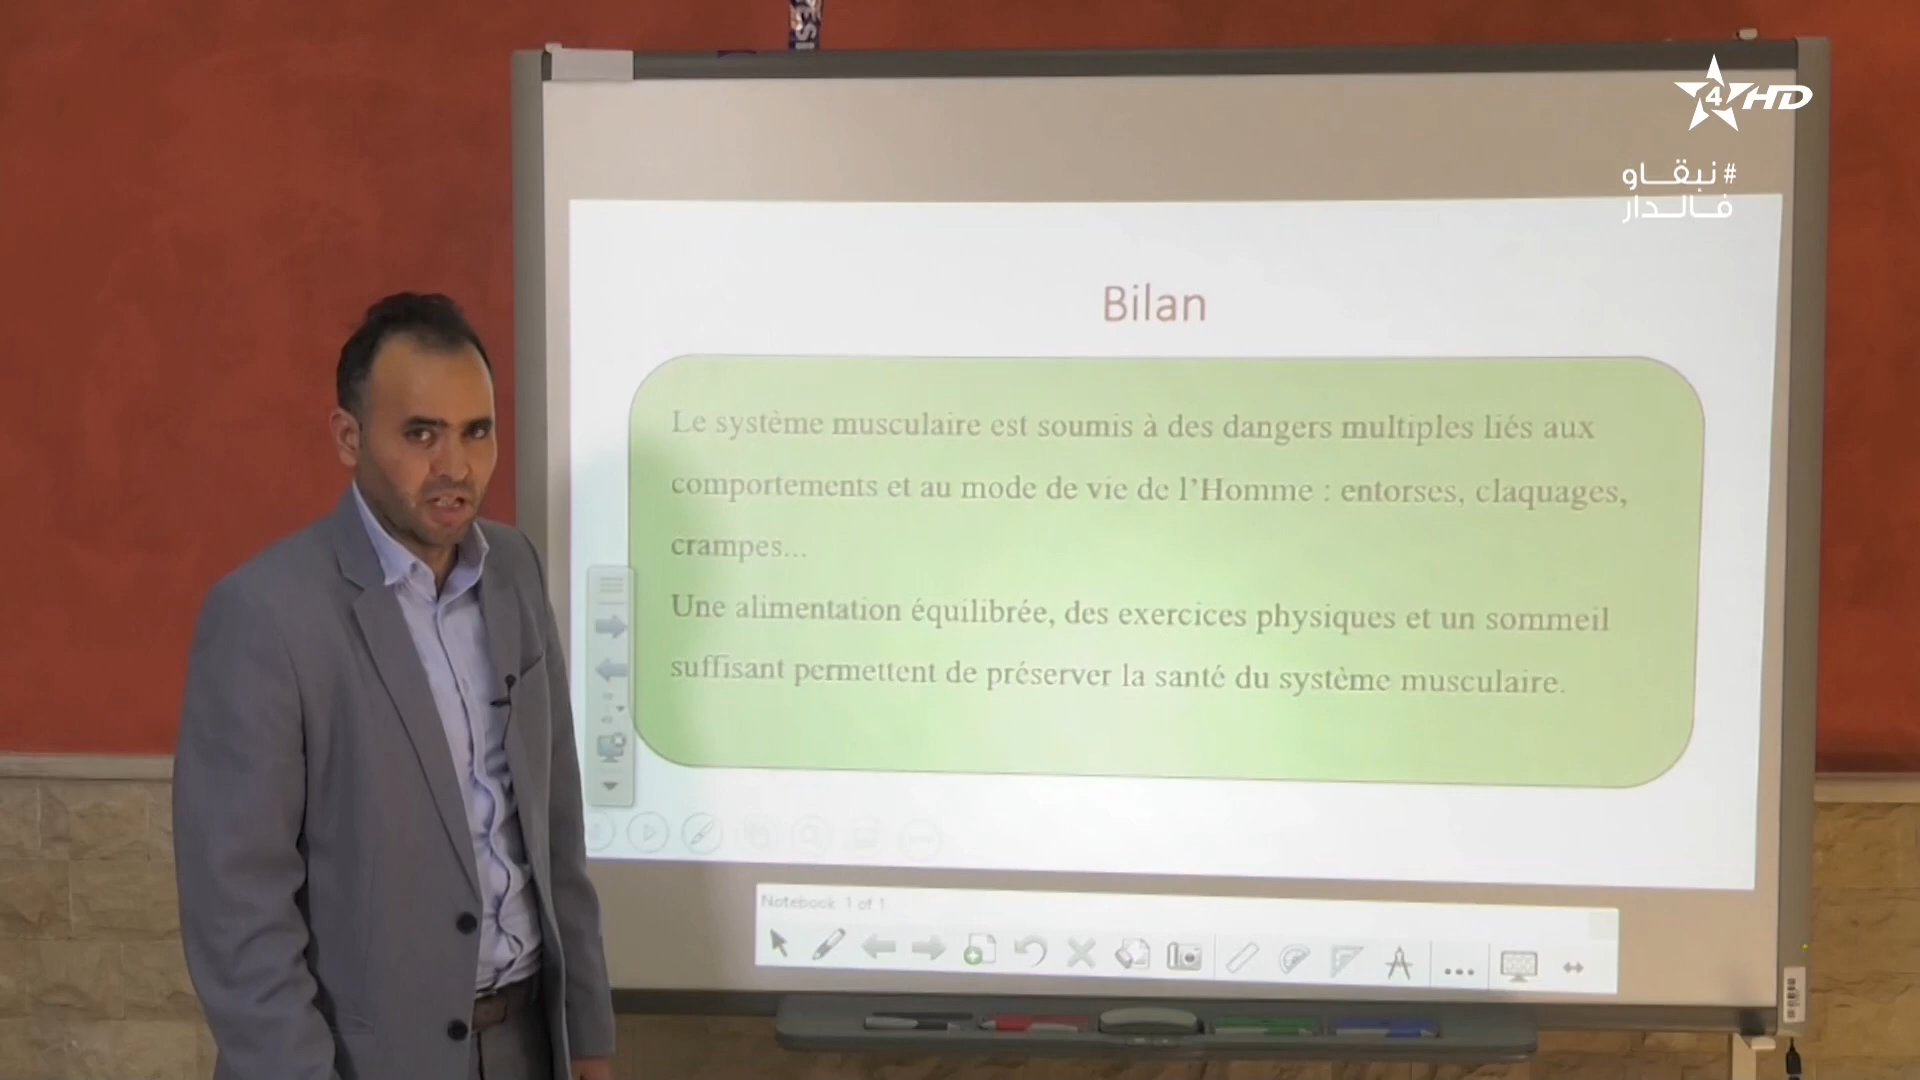 4HD
#نبقاو
فالدار
Bilan
Le système musculaire est soumis à des dangers multiples liés aux
comportements et au mode de vie de l'Homme : entorses, claquages,
crampes...
Une alimentation équilibrée, des exercices physiques et un sommeil
suffisant permettent de préserver la santé du système musculaire.
Notebook 1 of 1